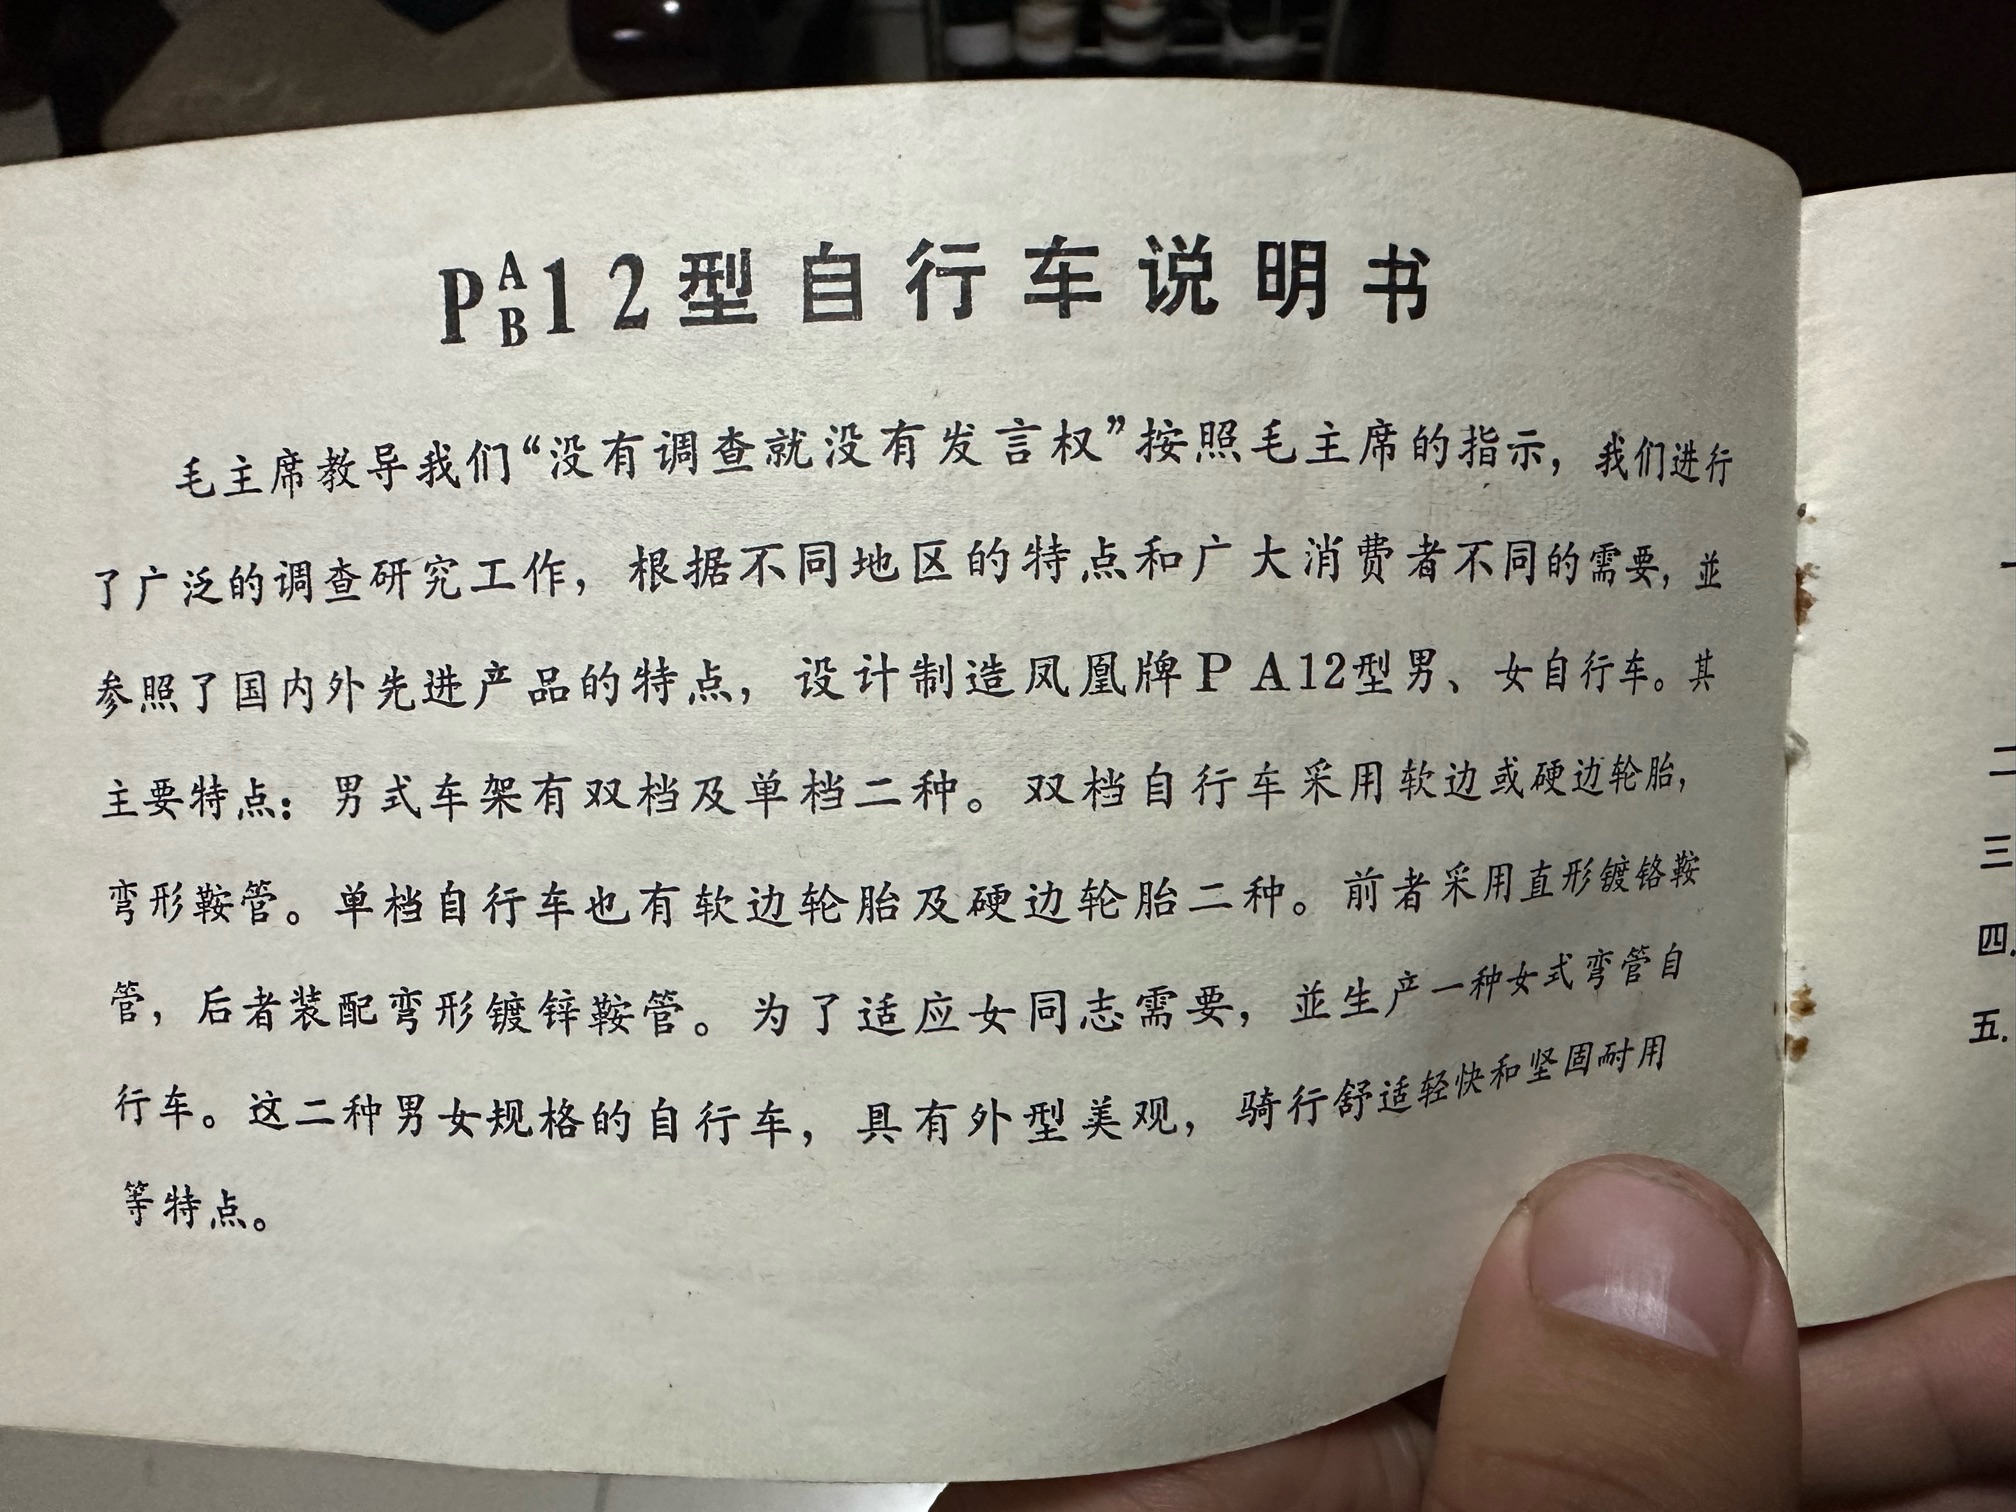 PAB12型自行车说明书
毛主席教导我们“没有调查就没有发言权”按照毛主席的指示，我们进行
了广泛的调查研究工作，根据不同地区的特点和广大消费者不同的需要，並
参照了国内外先进产品的特点，设计制造凤凰牌P A12型男、女自行车。其
主要特点：男式车架有双档及单档二种。双档自行车采用软边或硬边轮胎，
弯形鞍管。单档自行车也有软边轮胎及硬边轮胎二种。前者采用直形镀铬鞍
管，后者装配弯形镀锌鞍管。为了适应女同志需要，並生产一种女式弯管自
行车。这二种男女规格的自行车，具有外型美观，骑行舒适轻快和坚固耐用
等特点。
一
二
三
四.
五.